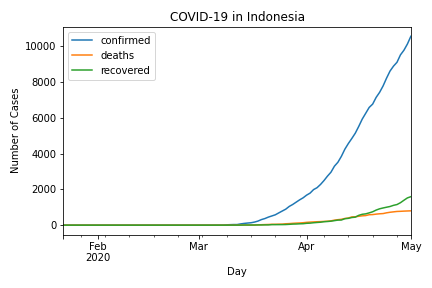 COVID-19 in Indonesia
confirmed
deaths
recovered
Number of Cases
10000
8000
6000
4000
2000
0
Feb
2020
Mar
Apr
May
Day